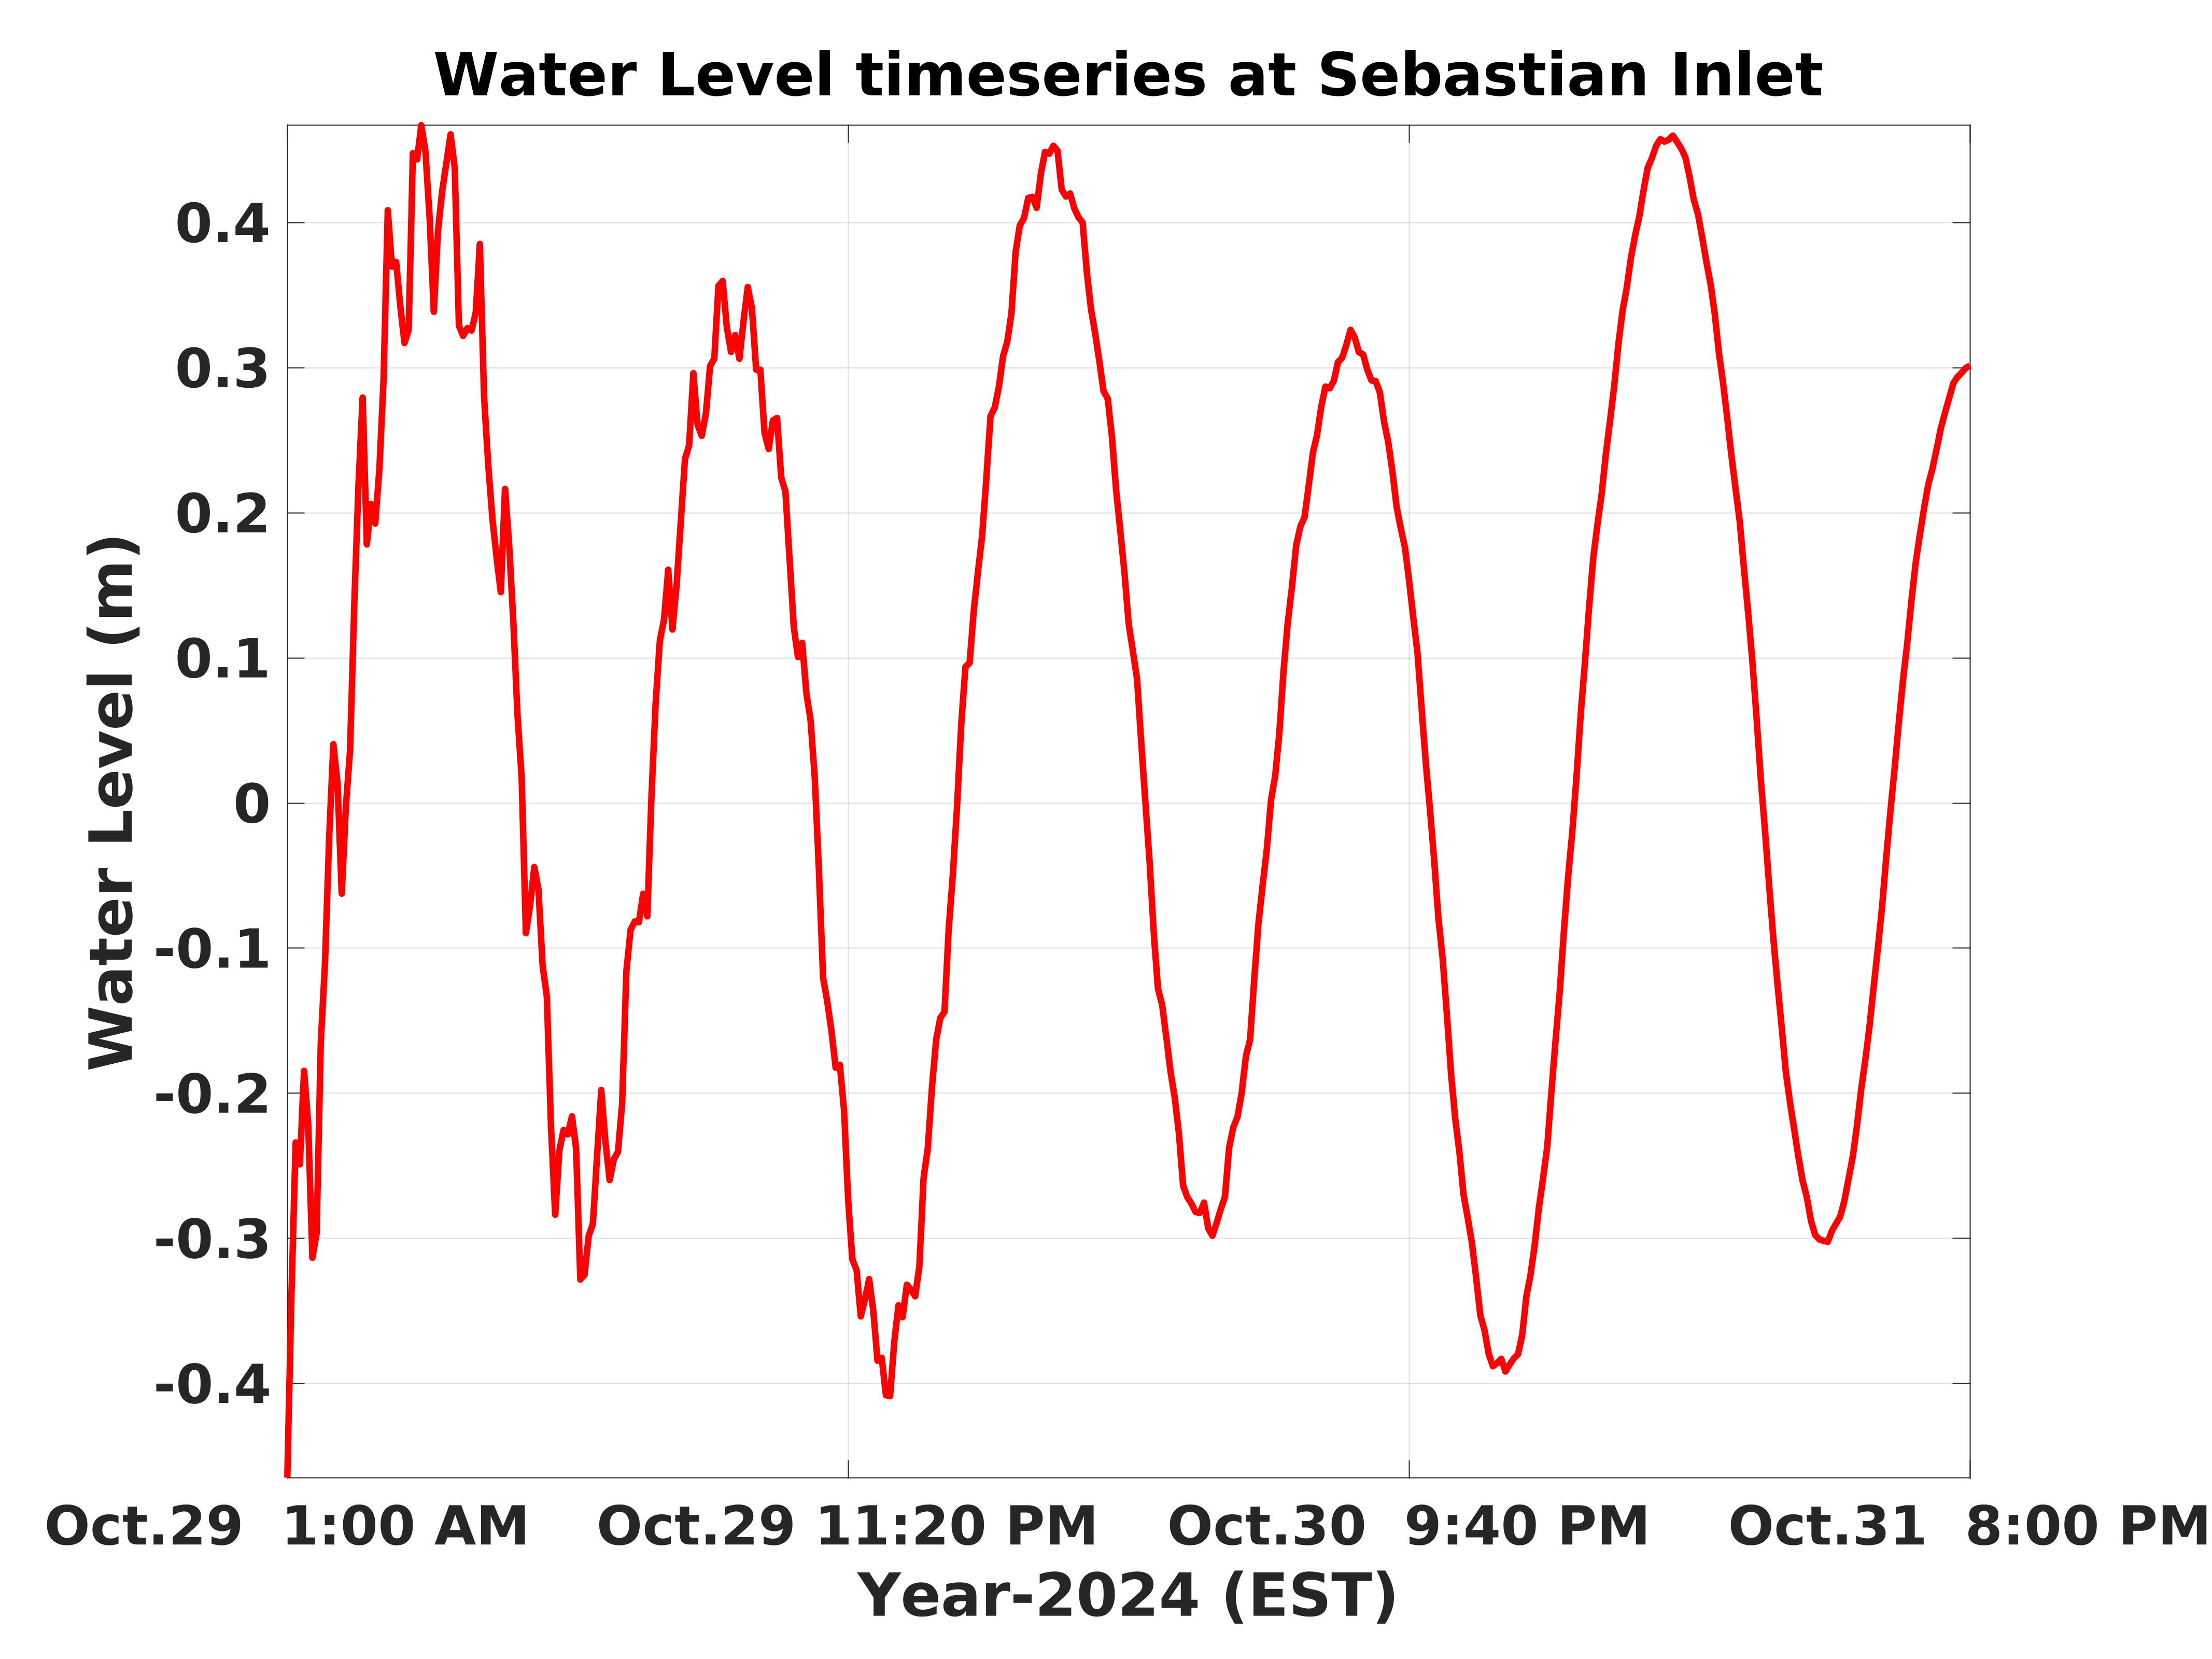 Water Level timeseries at Sebastian Inlet
Water Level (m)
0.4
0.3
0.2
0.1
0
-0.1
-0.2
-0.3
-0.4
Oct.29  1:00 AM
Oct.29 11:20 PM
Oct.30  9:40 PM
Oct.31  8:00 PM
Year-2024 (EST)